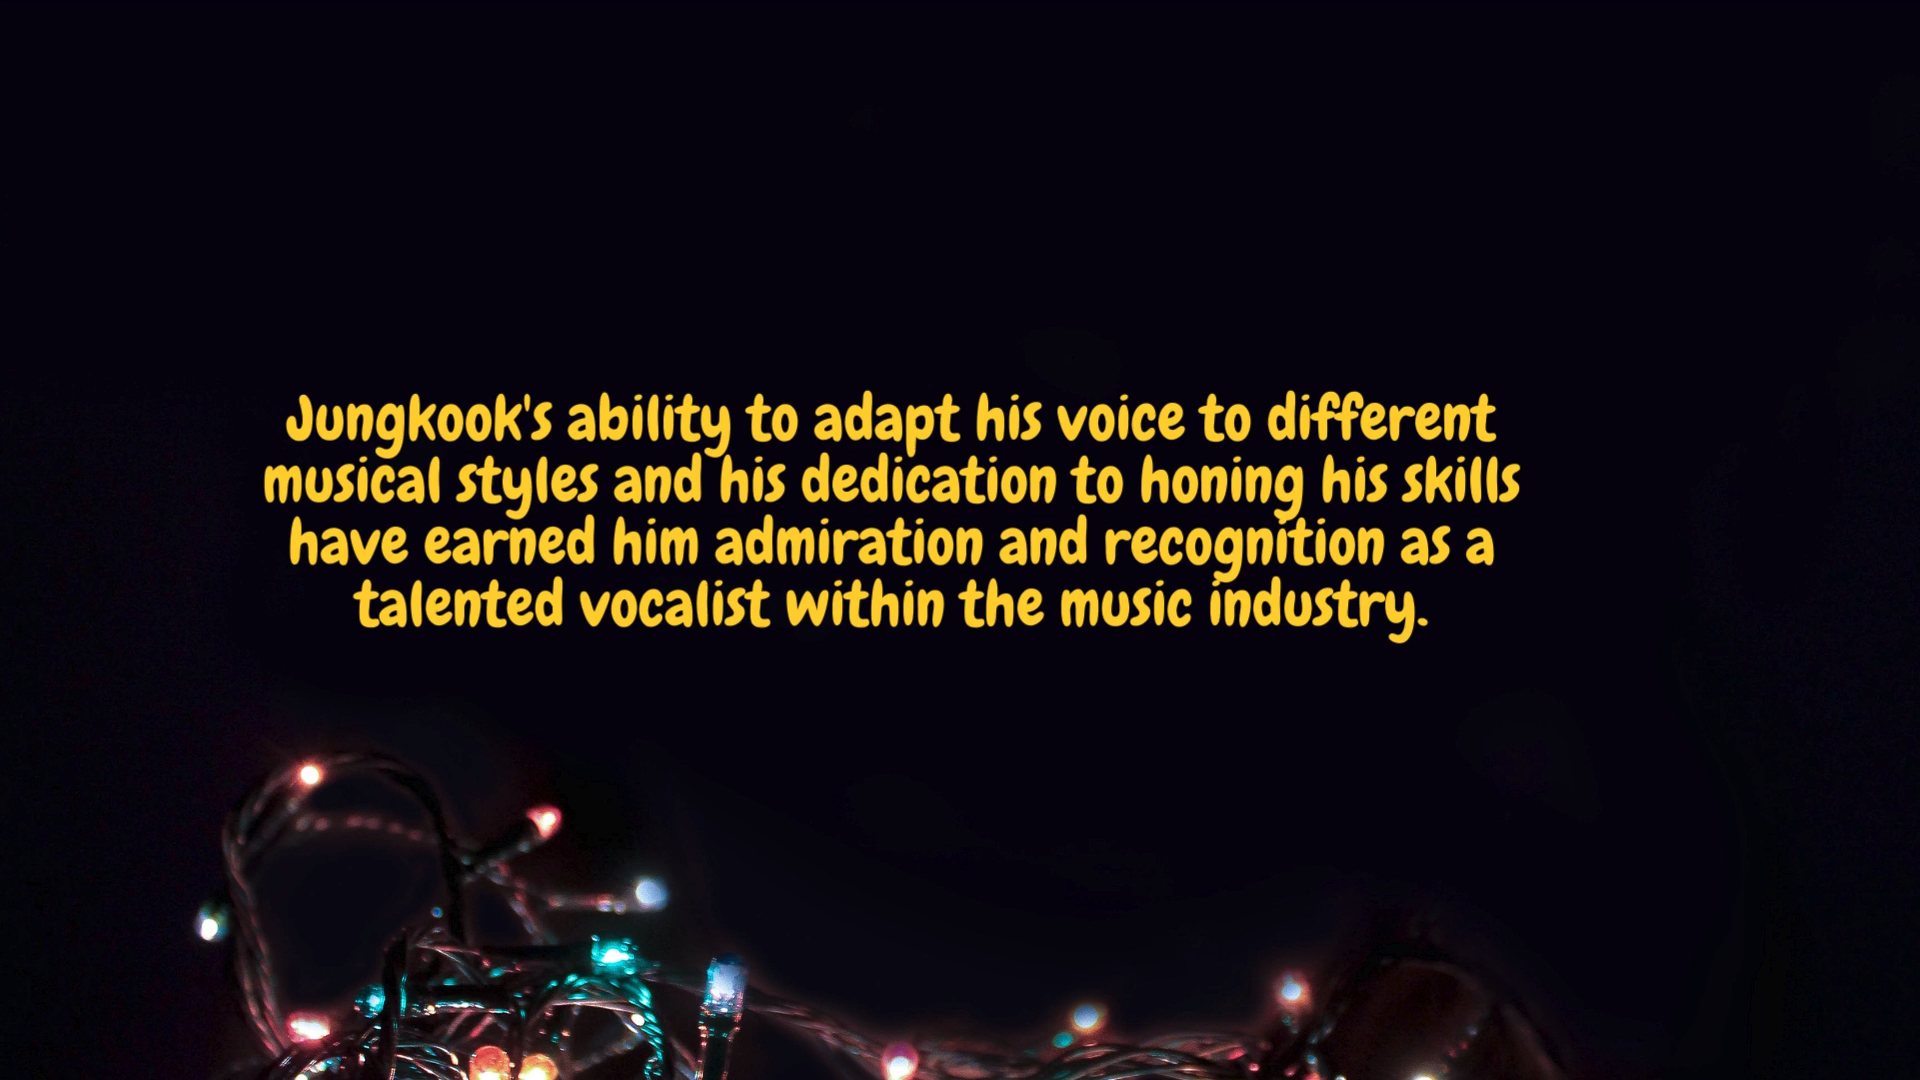 Jungkook's ability to adapt his voice to different
musical styles and his dedication to honing his skills
have earned him admiration and recognition as a
talented vocalist within the music industry.